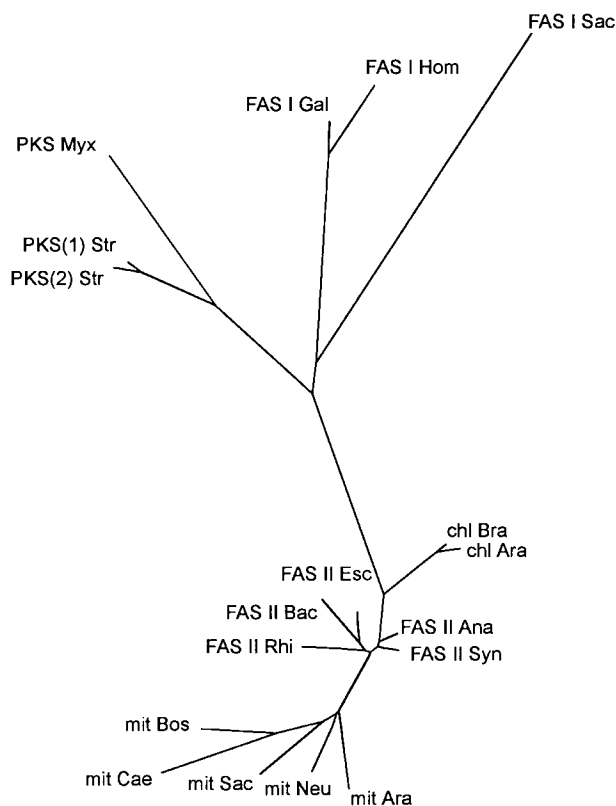 FAS I Sac
FAS I Hom
FAS I Gal
PKS Myx
PKS(1) Str
PKS(2) Str
chl Bra
chl Ara
FAS II Esc
FAS II Bac
FAS II Ana
FAS II Rhi
FAS II Syn
mit Bos
mit Cae
mit Sac
mit Neu
mit Ara